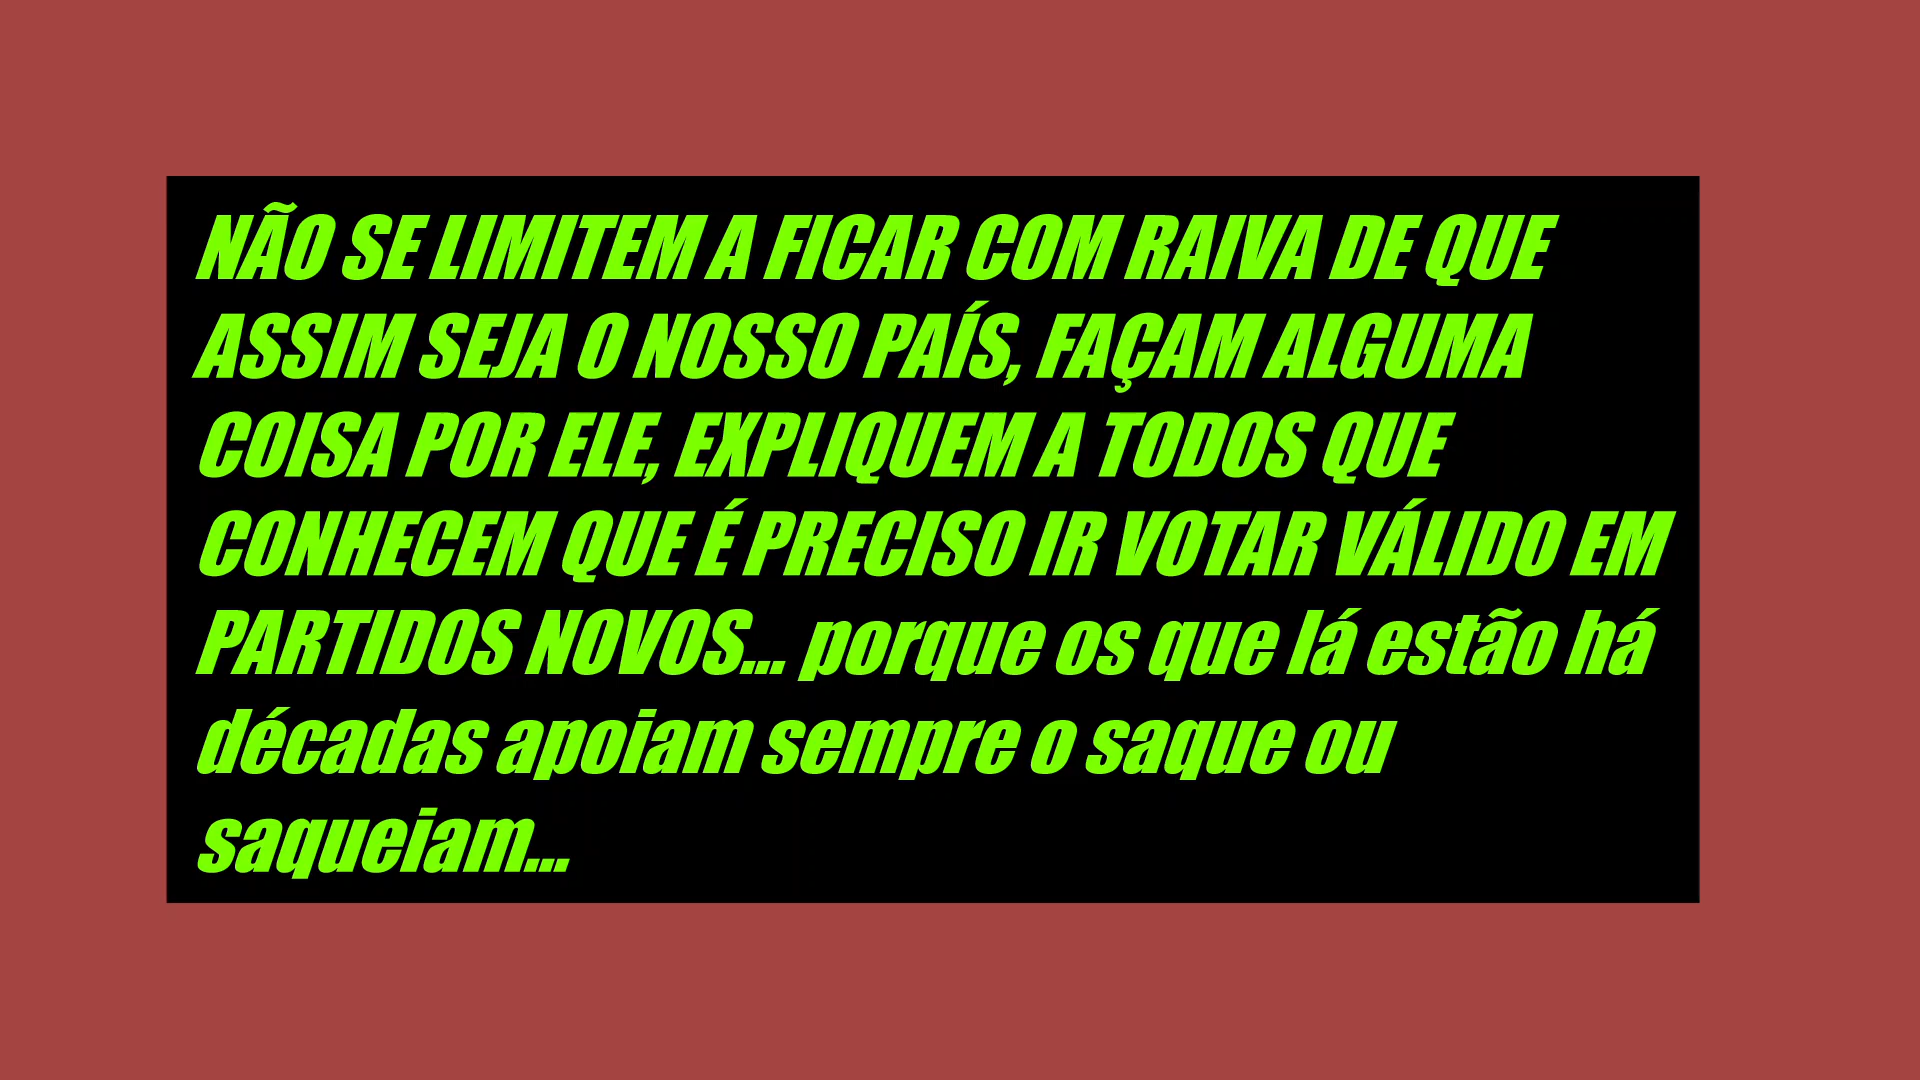 NÃO SE LIMITEM A FICAR COM RAIVA DE QUE
ASSIM SEJA O NOSSO PAÍS, FAÇAM ALGUMA
COISA POR ELE, EXPLIQUEM A TODOS QUE
CONHECEM QUE É PRECISO IR VOTAR VÁLIDO EM
PARTIDOS NOVOS... porque os que lá estão há
décadas apoiam sempre o saque ou
saqueiam...